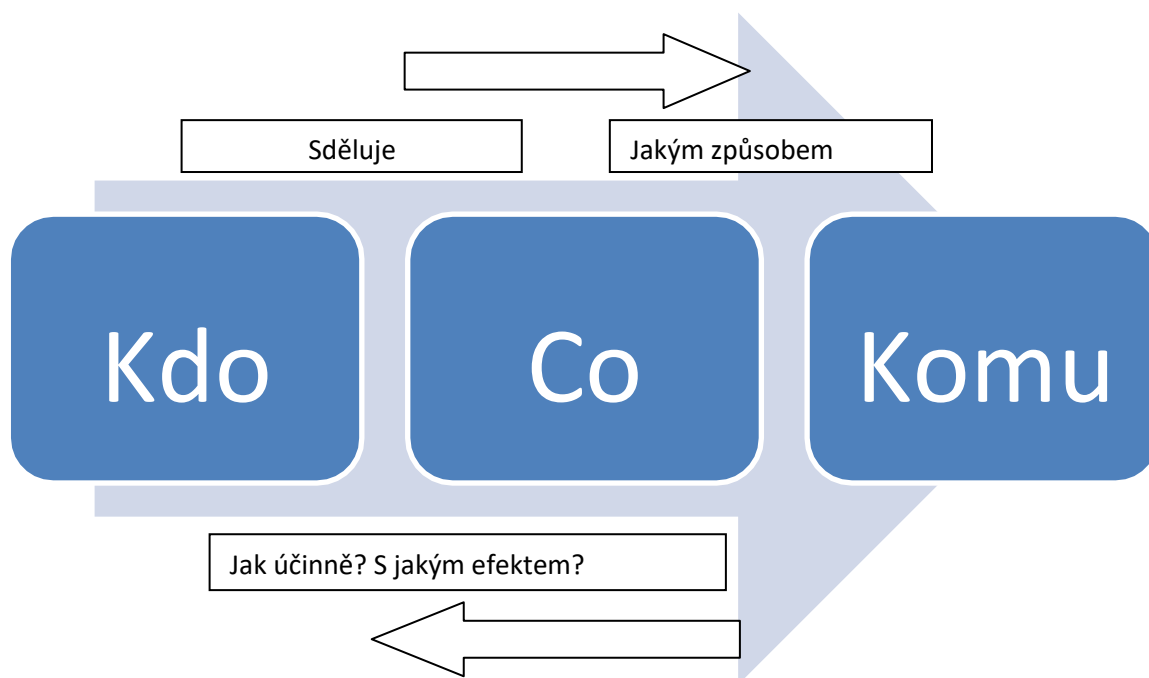 Sděluje
Jakým způsobem
Kdo
Co
Komu
Jak účinně? S jakým efektem?